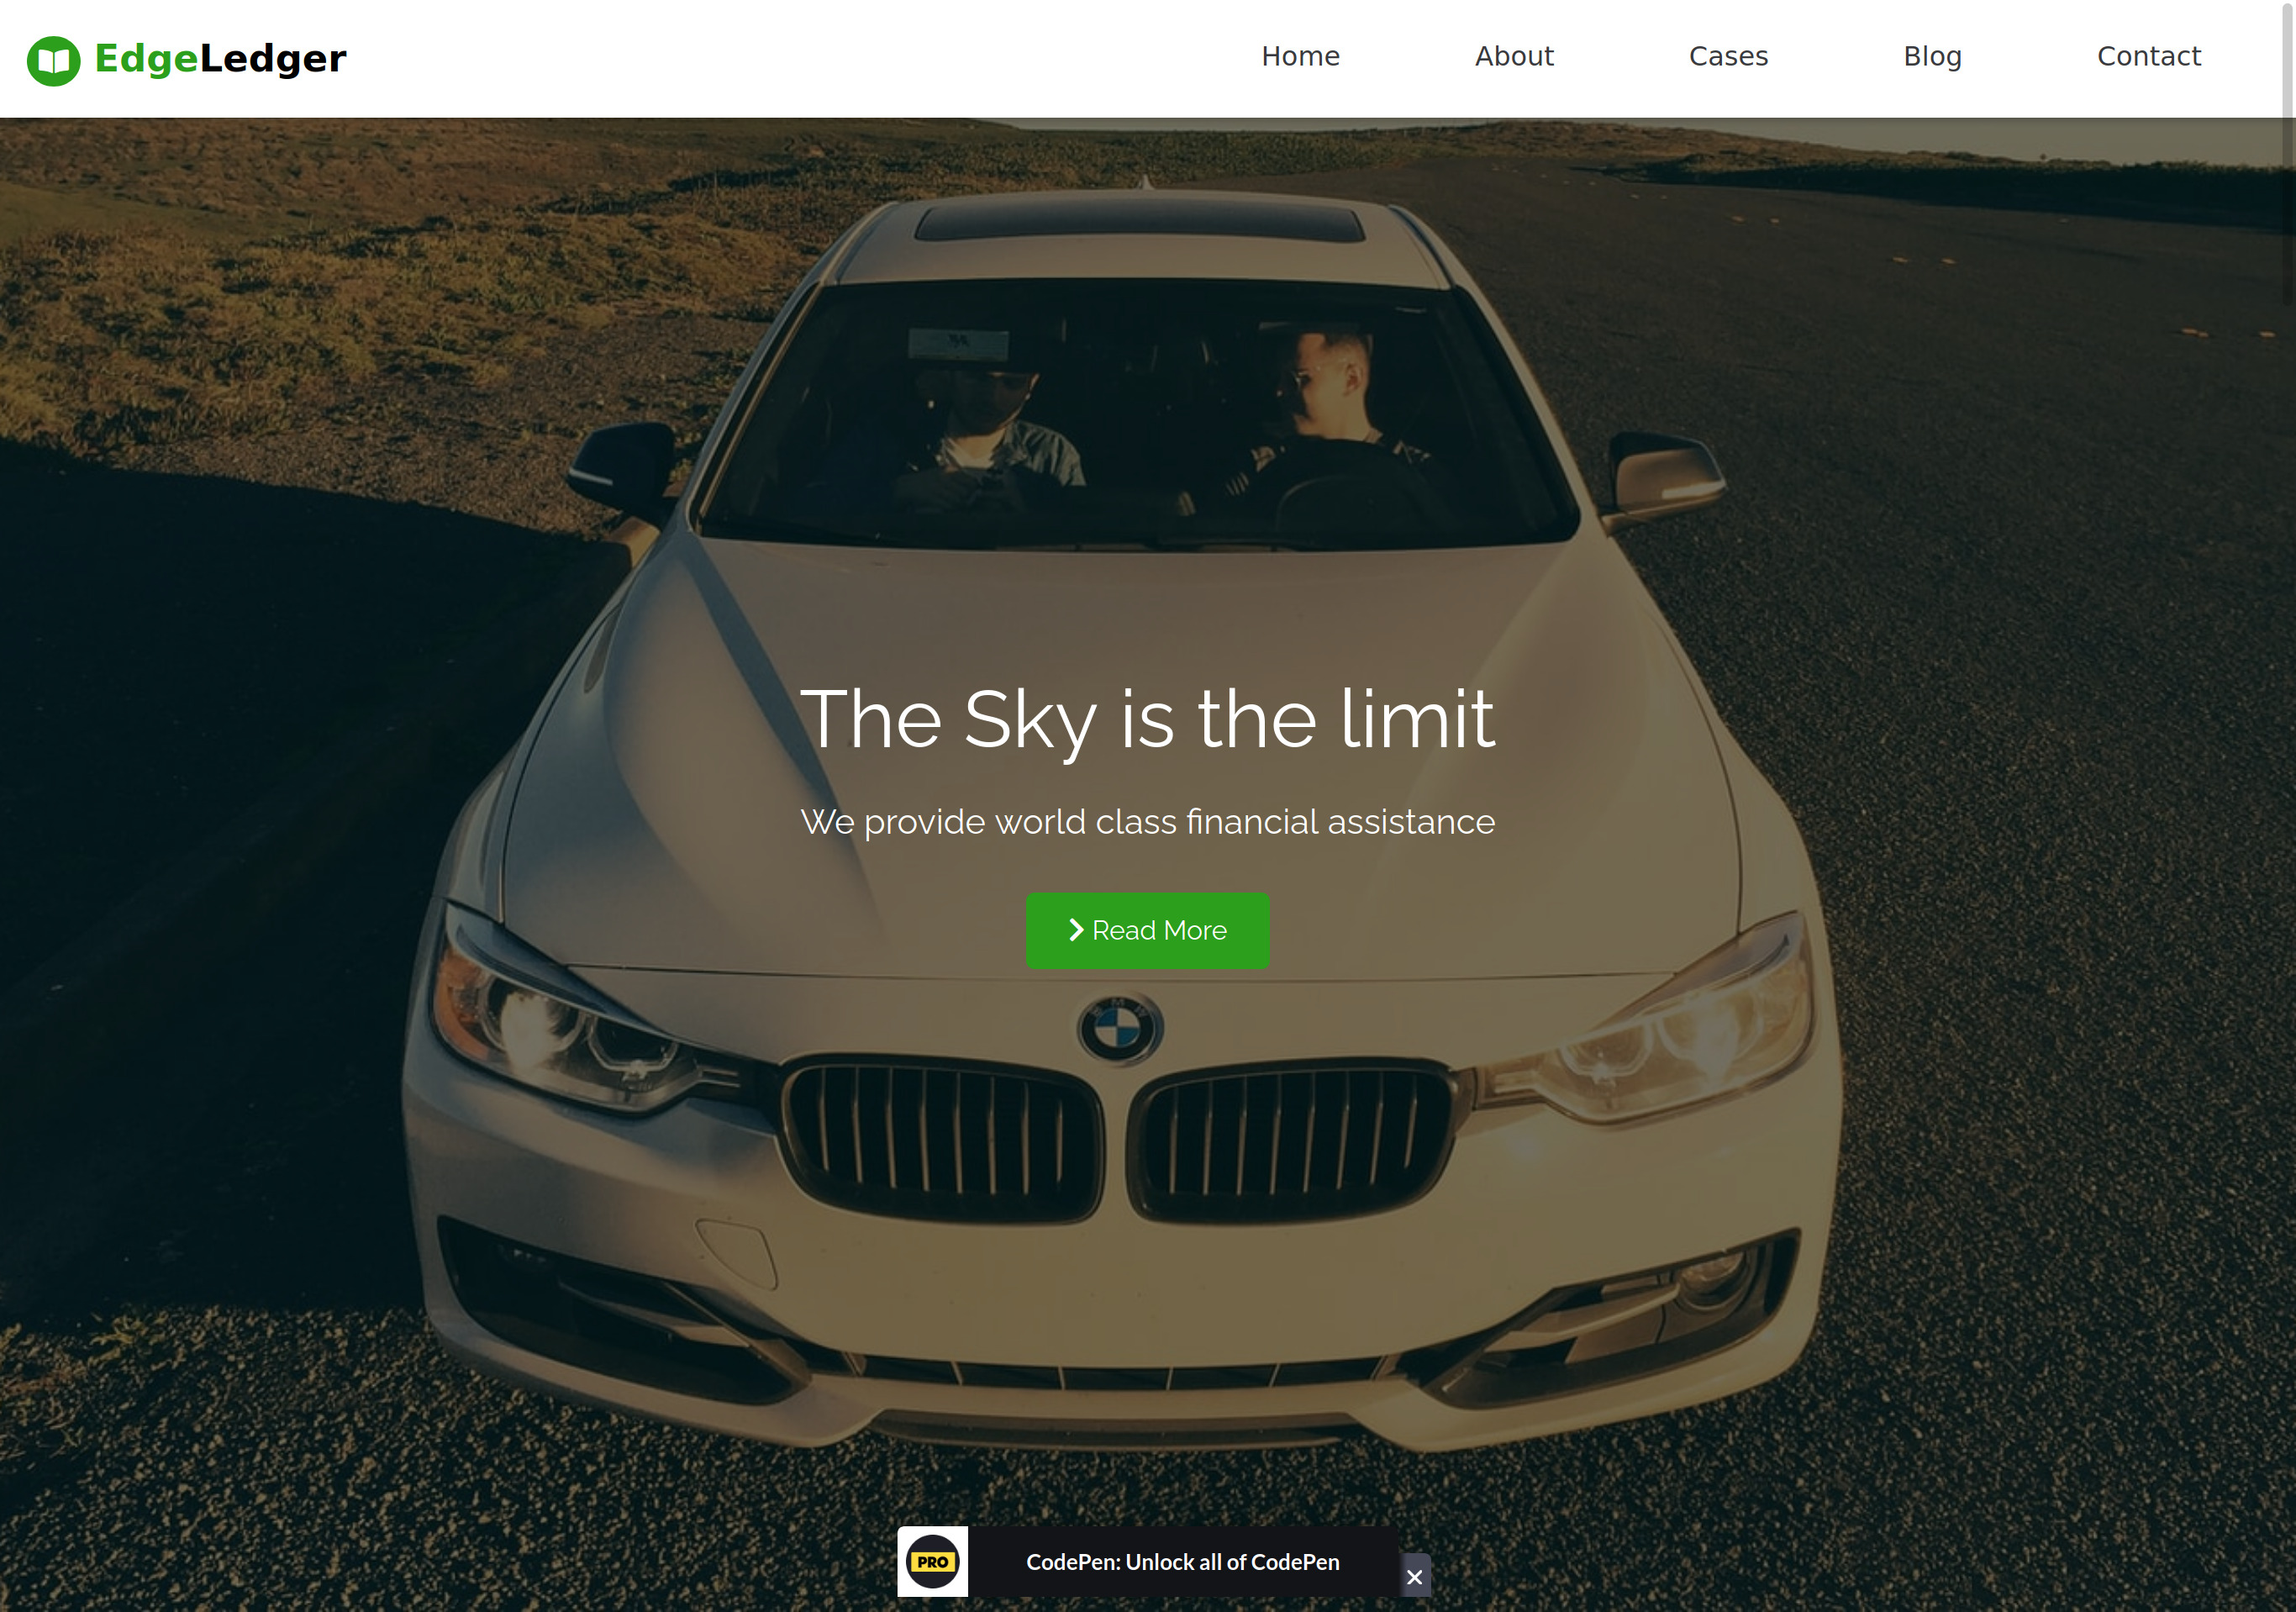 EdgeLedger
Home
About
Cases
Blog
Contact
The Sky is the limit
We provide world class financial assistance
Read More
BMW
PRO
CodePen: Unlock all of CodePen